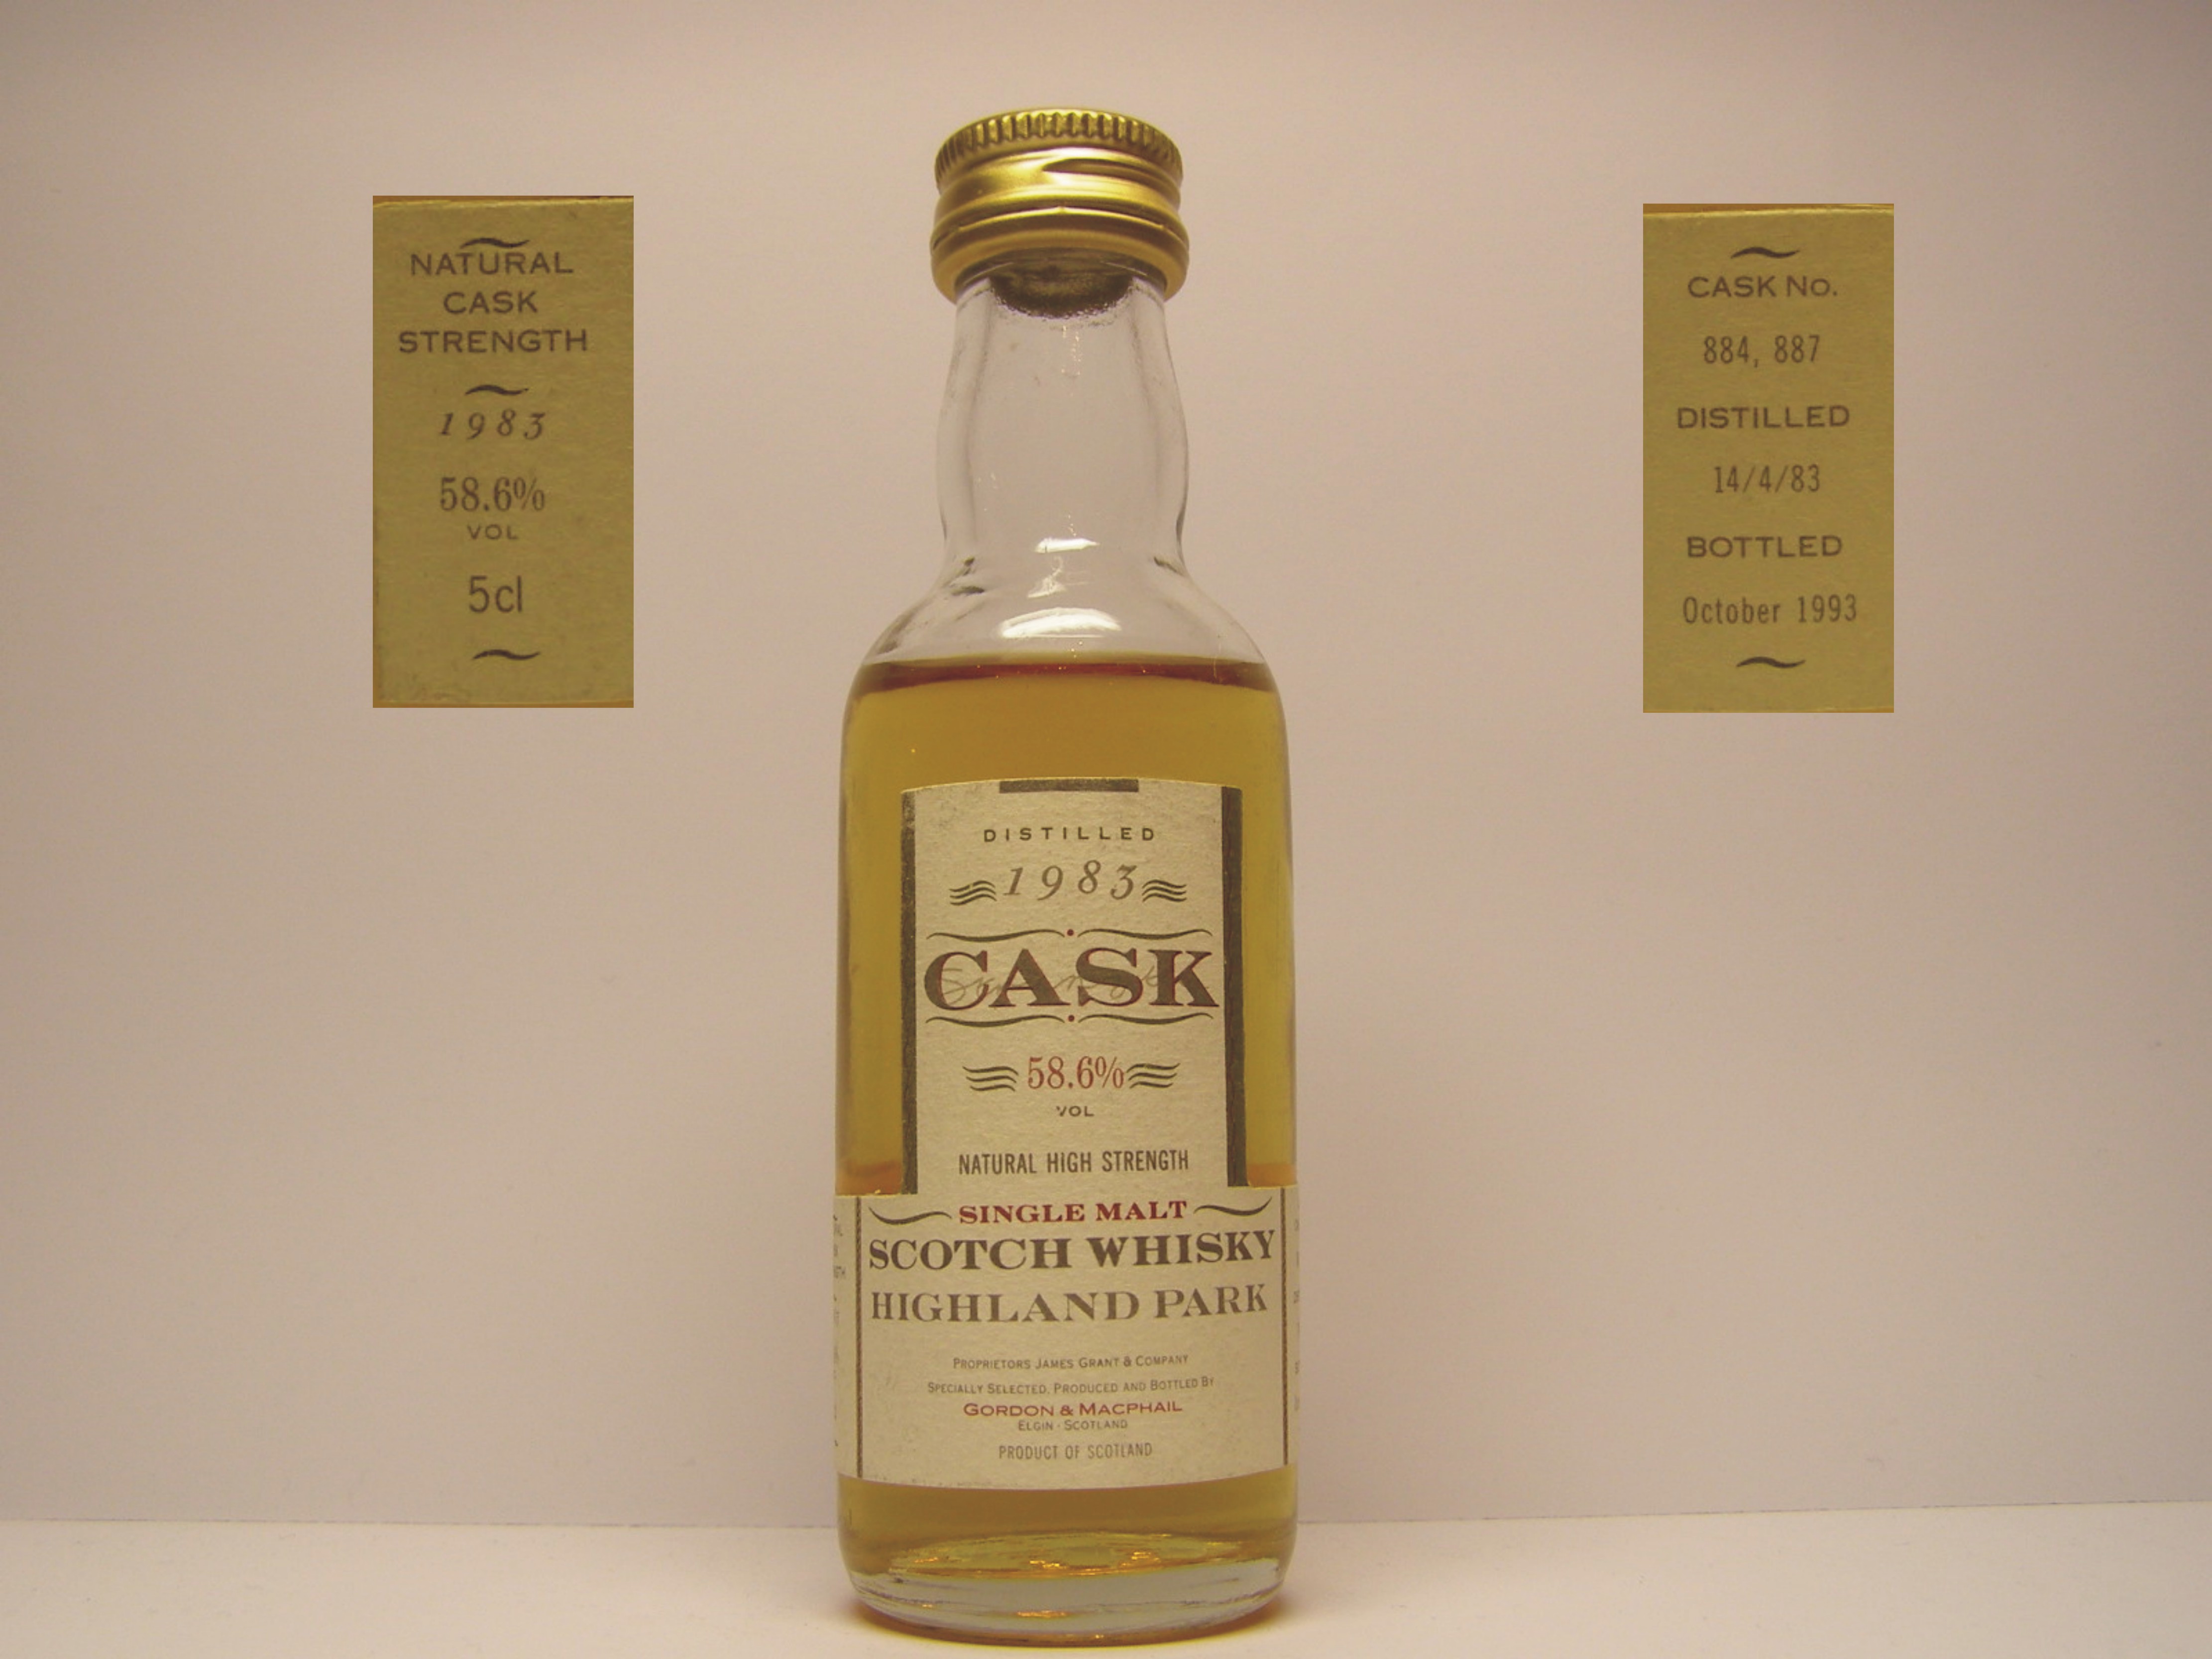 NATURAL
CASK
STRENGTH
1983
58.6%
VOL
5cl
CASK No.
884, 887
DISTILLED
14/4/83
BOTTLED
October 1993
DISTILLED
1983
CASK
58.6%
VOL
NATURAL HIGH STRENGTH
SINGLE MALT
SCOTCH WHISKY
HIGHLAND PARK
PROPRIETORS JAMES GRANT & COMPANY
SPECIALLY SELECTED, PRODUCED AND BOTTLED BY
GORDON & MACPHAIL
ELGIN · SCOTLAND
PRODUCT OF SCOTLAND